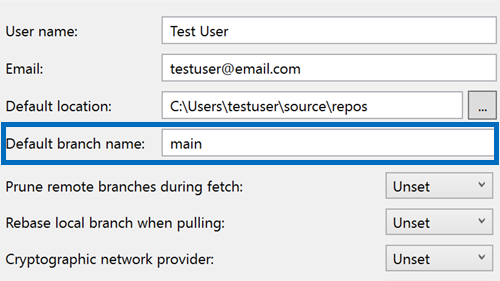 User name: Test User
Email: testuser@email.com
Default location: C:\Users\testuser\source\repos ...
Default branch name: main
Prune remote branches during fetch: Unset
Rebase local branch when pulling: Unset
Cryptographic network provider: Unset